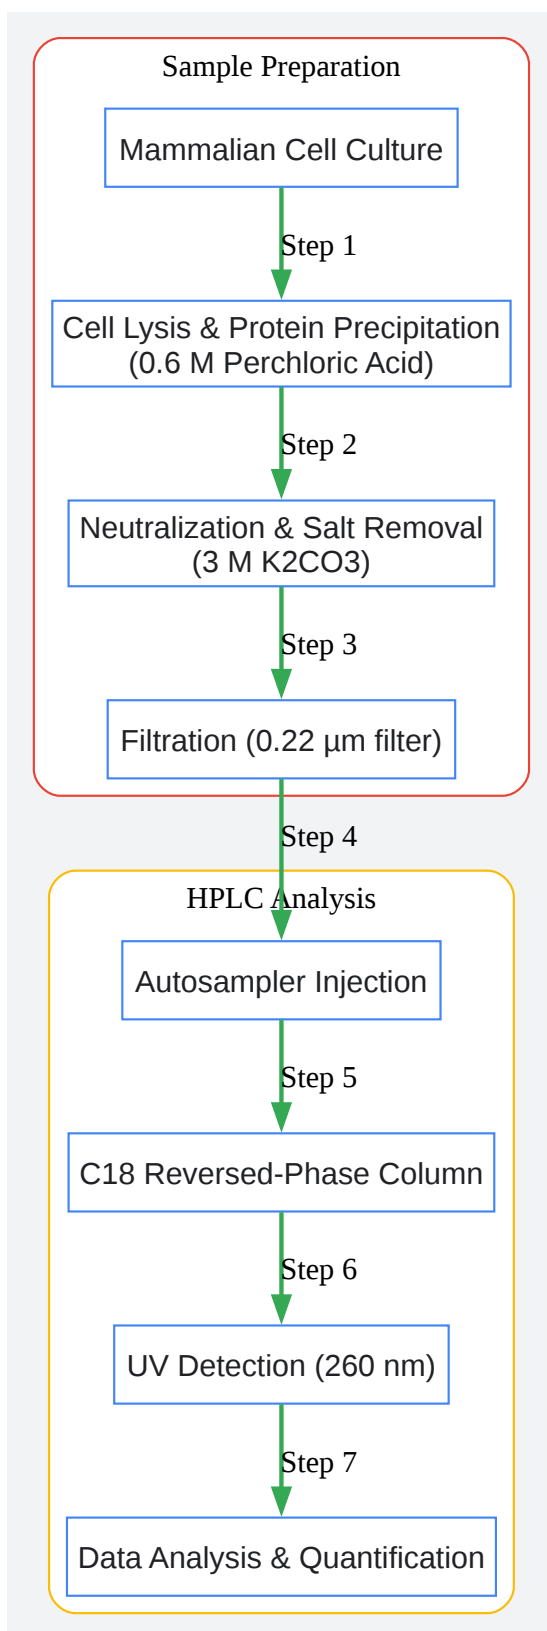 Sample Preparation
Mammalian Cell Culture
Step 1
Cell Lysis & Protein Precipitation
(0.6 M Perchloric Acid)
Step 2
Neutralization & Salt Removal
(3 M K2CO3)
Step 3
Filtration (0.22 µm filter)
Step 4
HPLC Analysis
Autosampler Injection
Step 5
C18 Reversed-Phase Column
Step 6
UV Detection (260 nm)
Step 7
Data Analysis & Quantification